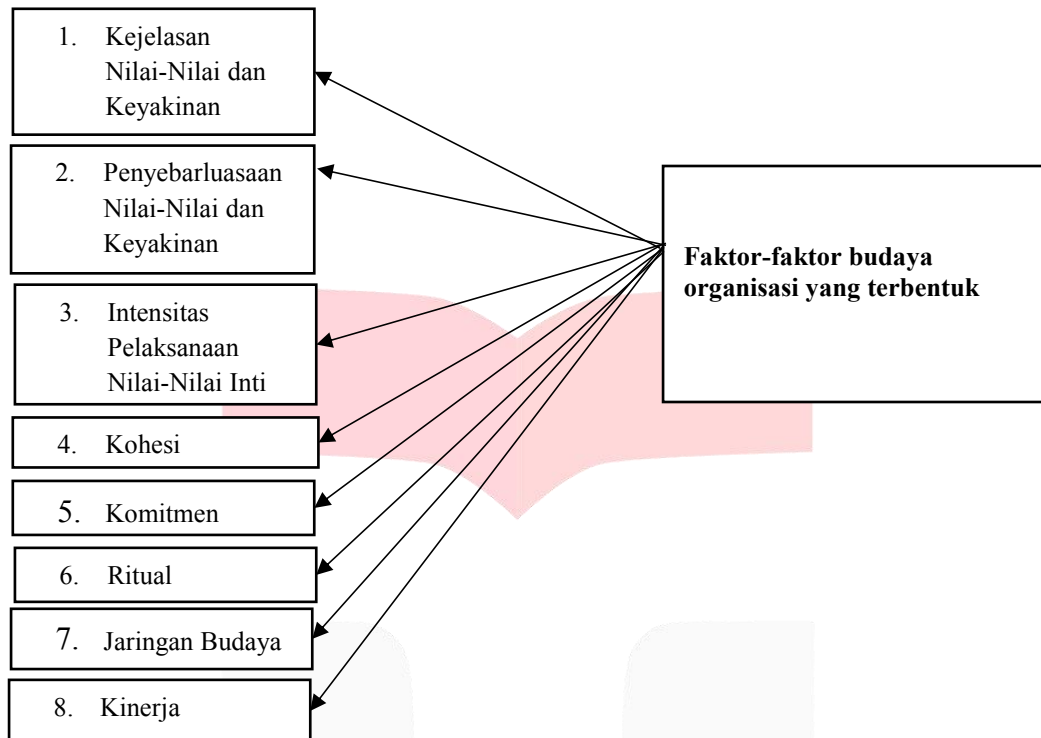 1. Kejelasan
Nilai-Nilai dan
Keyakinan
2. Penyebarluasaan
Nilai-Nilai dan
Keyakinan
3. Intensitas
Pelaksanaan
Nilai-Nilai Inti
4. Kohesi
5. Komitmen
6. Ritual
7. Jaringan Budaya
8. Kinerja
Faktor-faktor budaya
organisasi yang terbentuk